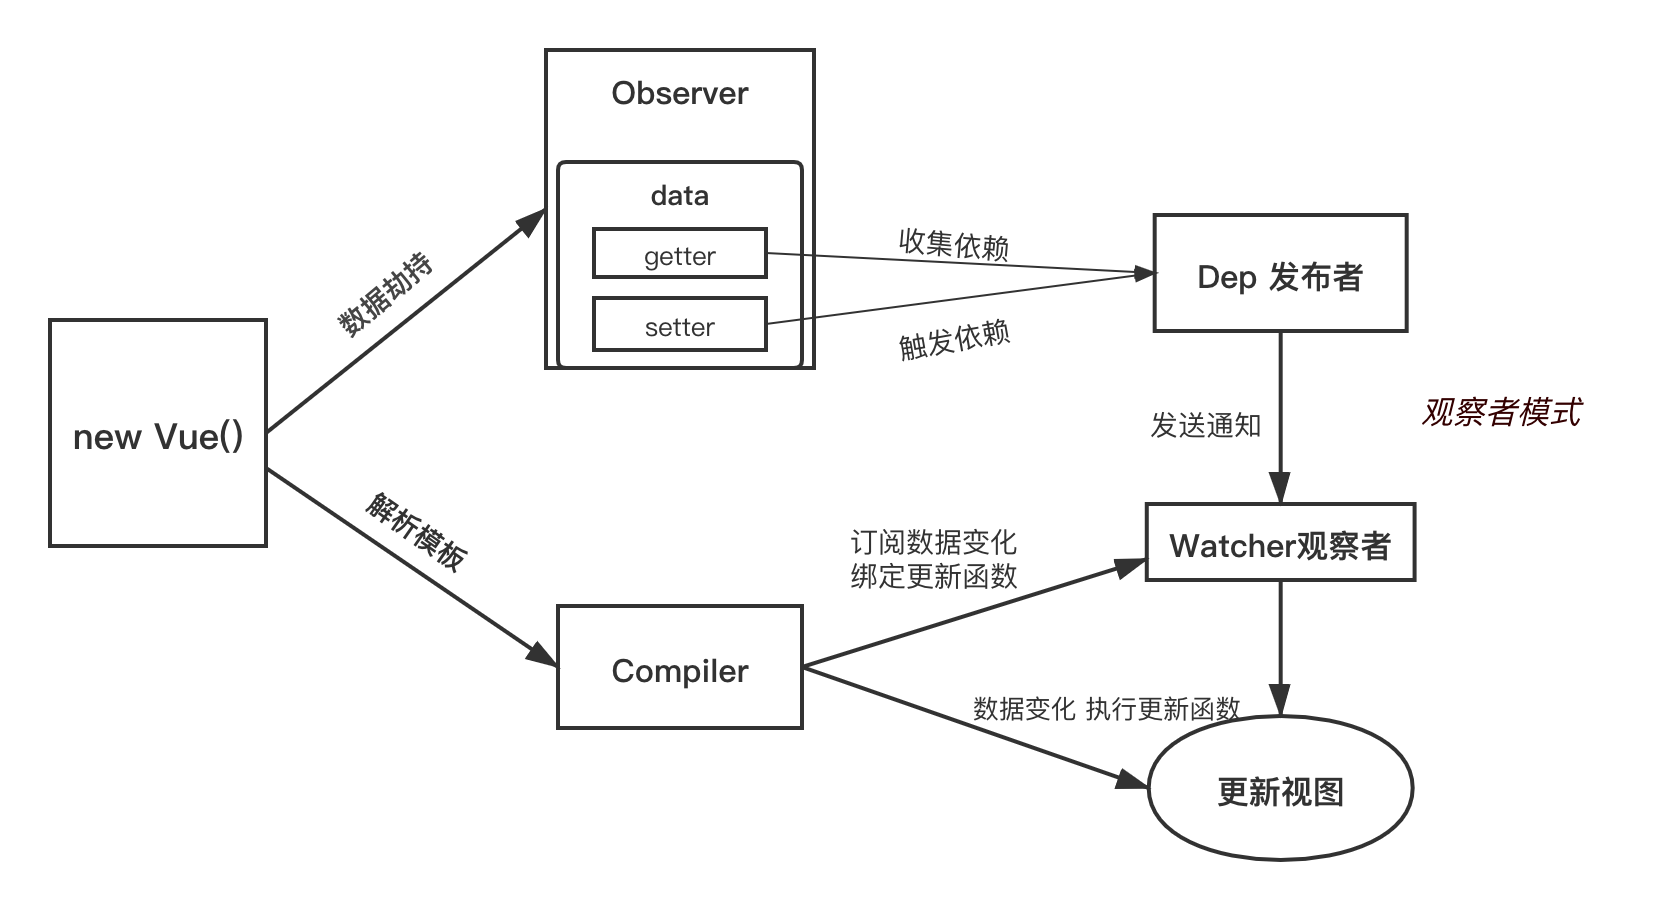 Observer
data
getter
setter
收集依赖
触发依赖
Dep 发布者
数据劫持
new Vue()
发送通知
观察者模式
解析模板
订阅数据变化
绑定更新函数
Watcher观察者
Compiler
数据变化 执行更新函数
更新视图